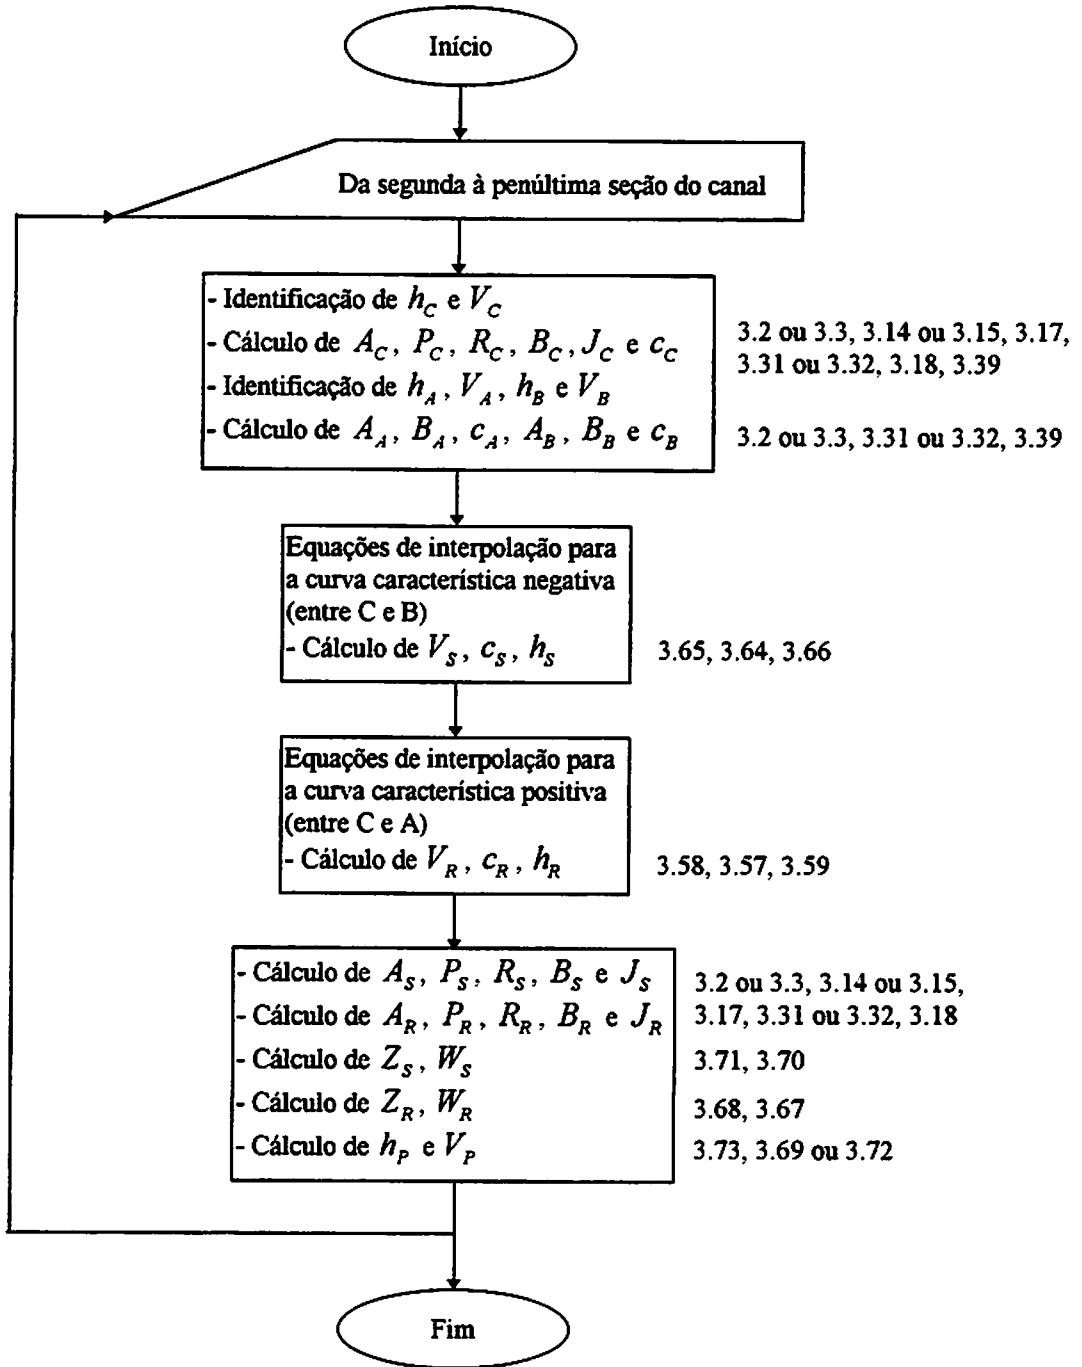 Início
Da segunda à penúltima seção do canal
- Identificação de h_C e V_C
- Cálculo de A_C, P_C, R_C, B_C, J_C e c_C
- Identificação de h_A, V_A, h_B e V_B
- Cálculo de A_A, B_A, c_A, A_B, B_B e c_B
3.2 ou 3.3, 3.14 ou 3.15, 3.17,
3.31 ou 3.32, 3.18, 3.39
3.2 ou 3.3, 3.31 ou 3.32, 3.39
Equações de interpolação para
a curva característica negativa
(entre C e B)
- Cálculo de V_S, c_S, h_S
3.65, 3.64, 3.66
Equações de interpolação para
a curva característica positiva
(entre C e A)
- Cálculo de V_R, c_R, h_R
3.58, 3.57, 3.59
- Cálculo de A_S, P_S, R_S, B_S e J_S
- Cálculo de A_R, P_R, R_R, B_R e J_R
- Cálculo de Z_S, W_S
- Cálculo de Z_R, W_R
- Cálculo de h_P e V_P
3.2 ou 3.3, 3.14 ou 3.15,
3.17, 3.31 ou 3.32, 3.18
3.71, 3.70
3.68, 3.67
3.73, 3.69 ou 3.72
Fim